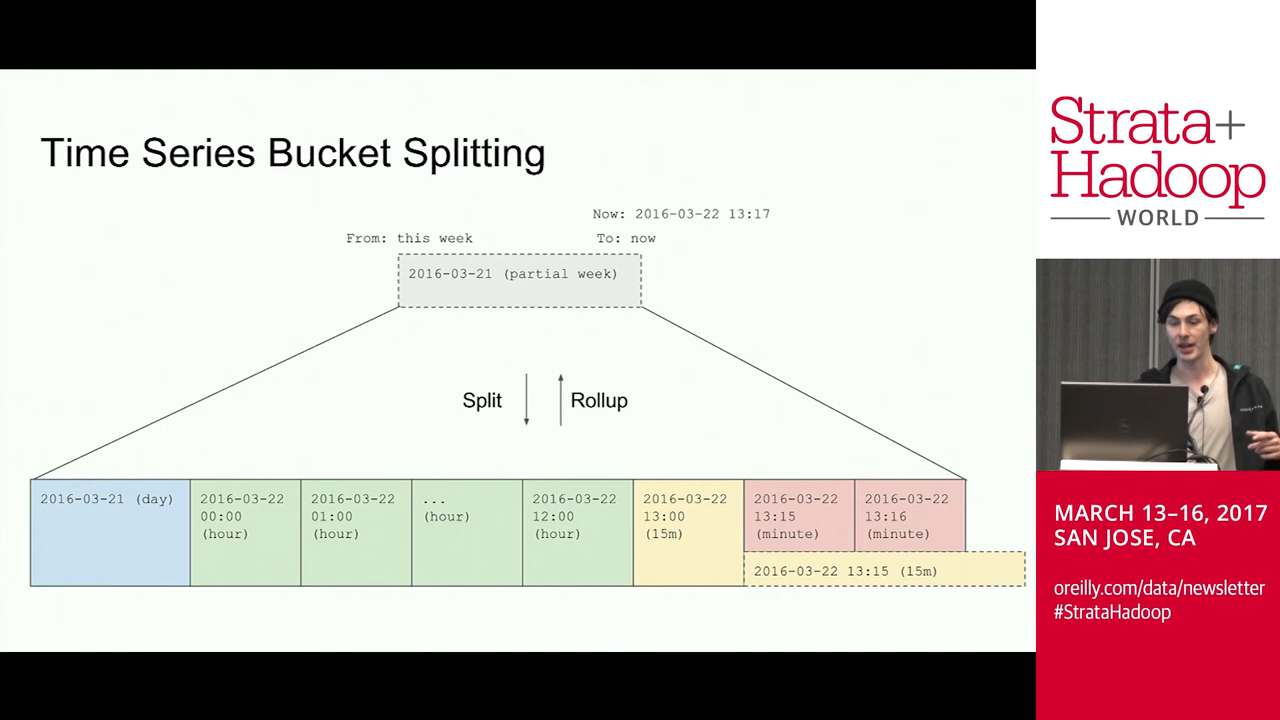 Time Series Bucket Splitting
Now: 2016-03-22 13:17
From: this week
To: now
2016-03-21 (partial week)
Split
Rollup
2016-03-21 (day)
2016-03-22
00:00
(hour)
2016-03-22
01:00
(hour)
...
(hour)
2016-03-22
12:00
(hour)
2016-03-22
13:00
(15m)
2016-03-22
13:15
(minute)
2016-03-22
13:16
(minute)
2016-03-22 13:15 (15m)
Strata+
Hadoop
WORLD
MARCH 13–16, 2017
SAN JOSE, CA
oreilly.com/data/newsletter
#StrataHadoop